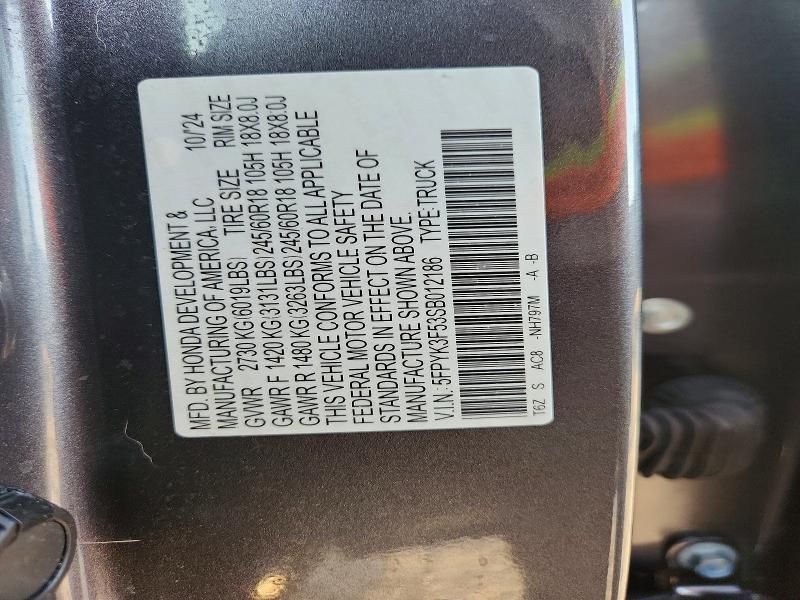 MFD. BY HONDA DEVELOPMENT &
MANUFACTURING OF AMERICA, LLC 10/'24
GVWR 2730 KG(6019LBS) TIRE SIZE RIM SIZE
GAWR F 1420 KG(3131LBS)245/60R18 105H 18X8.0J
GAWR R 1480 KG(3263LBS)245/60R18 105H 18X8.0J
THIS VEHICLE CONFORMS TO ALL APPLICABLE
FEDERAL MOTOR VEHICLE SAFETY
STANDARDS IN EFFECT ON THE DATE OF
MANUFACTURE SHOWN ABOVE.
V.I.N.:5FPYK3F53SB012186 TYPE:TRUCK
T6Z S AC8 -NH797M -A -B